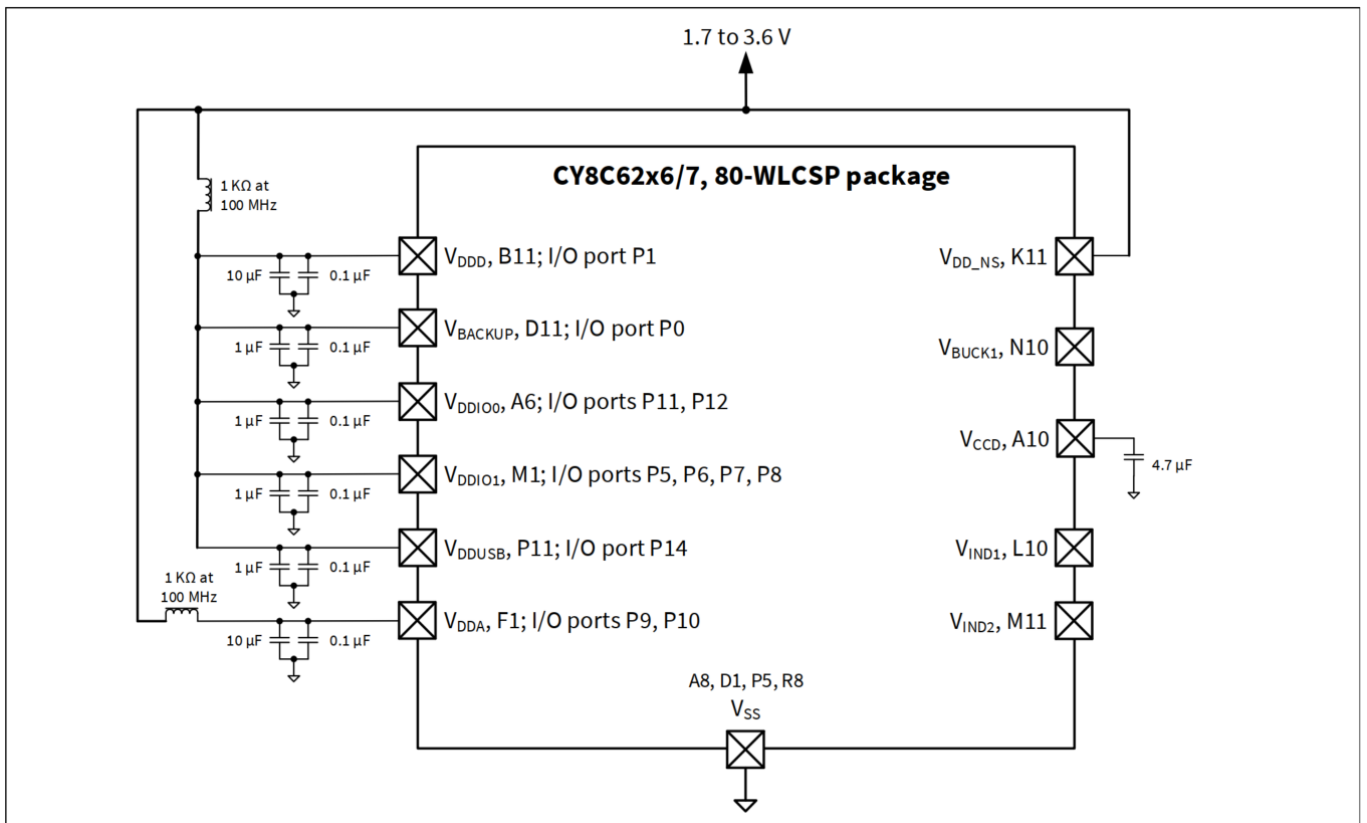 1.7 to 3.6 V
CY8C62x6/7, 80-WLCSP package
1 KΩ at
100 MHz
10 µF
0.1 µF
VDDD, B11; I/O port P1
VDD_NS, K11
1 µF
0.1 µF
VBACKUP, D11; I/O port P0
VBUCK1, N10
1 µF
0.1 µF
VDDIO0, A6; I/O ports P11, P12
VCCD, A10
4.7 µF
1 µF
0.1 µF
VDDIO1, M1; I/O ports P5, P6, P7, P8
1 µF
0.1 µF
VDDUSB, P11; I/O port P14
VIND1, L10
1 KΩ at
100 MHz
10 µF
0.1 µF
VDDA, F1; I/O ports P9, P10
VIND2, M11
A8, D1, P5, R8
VSS